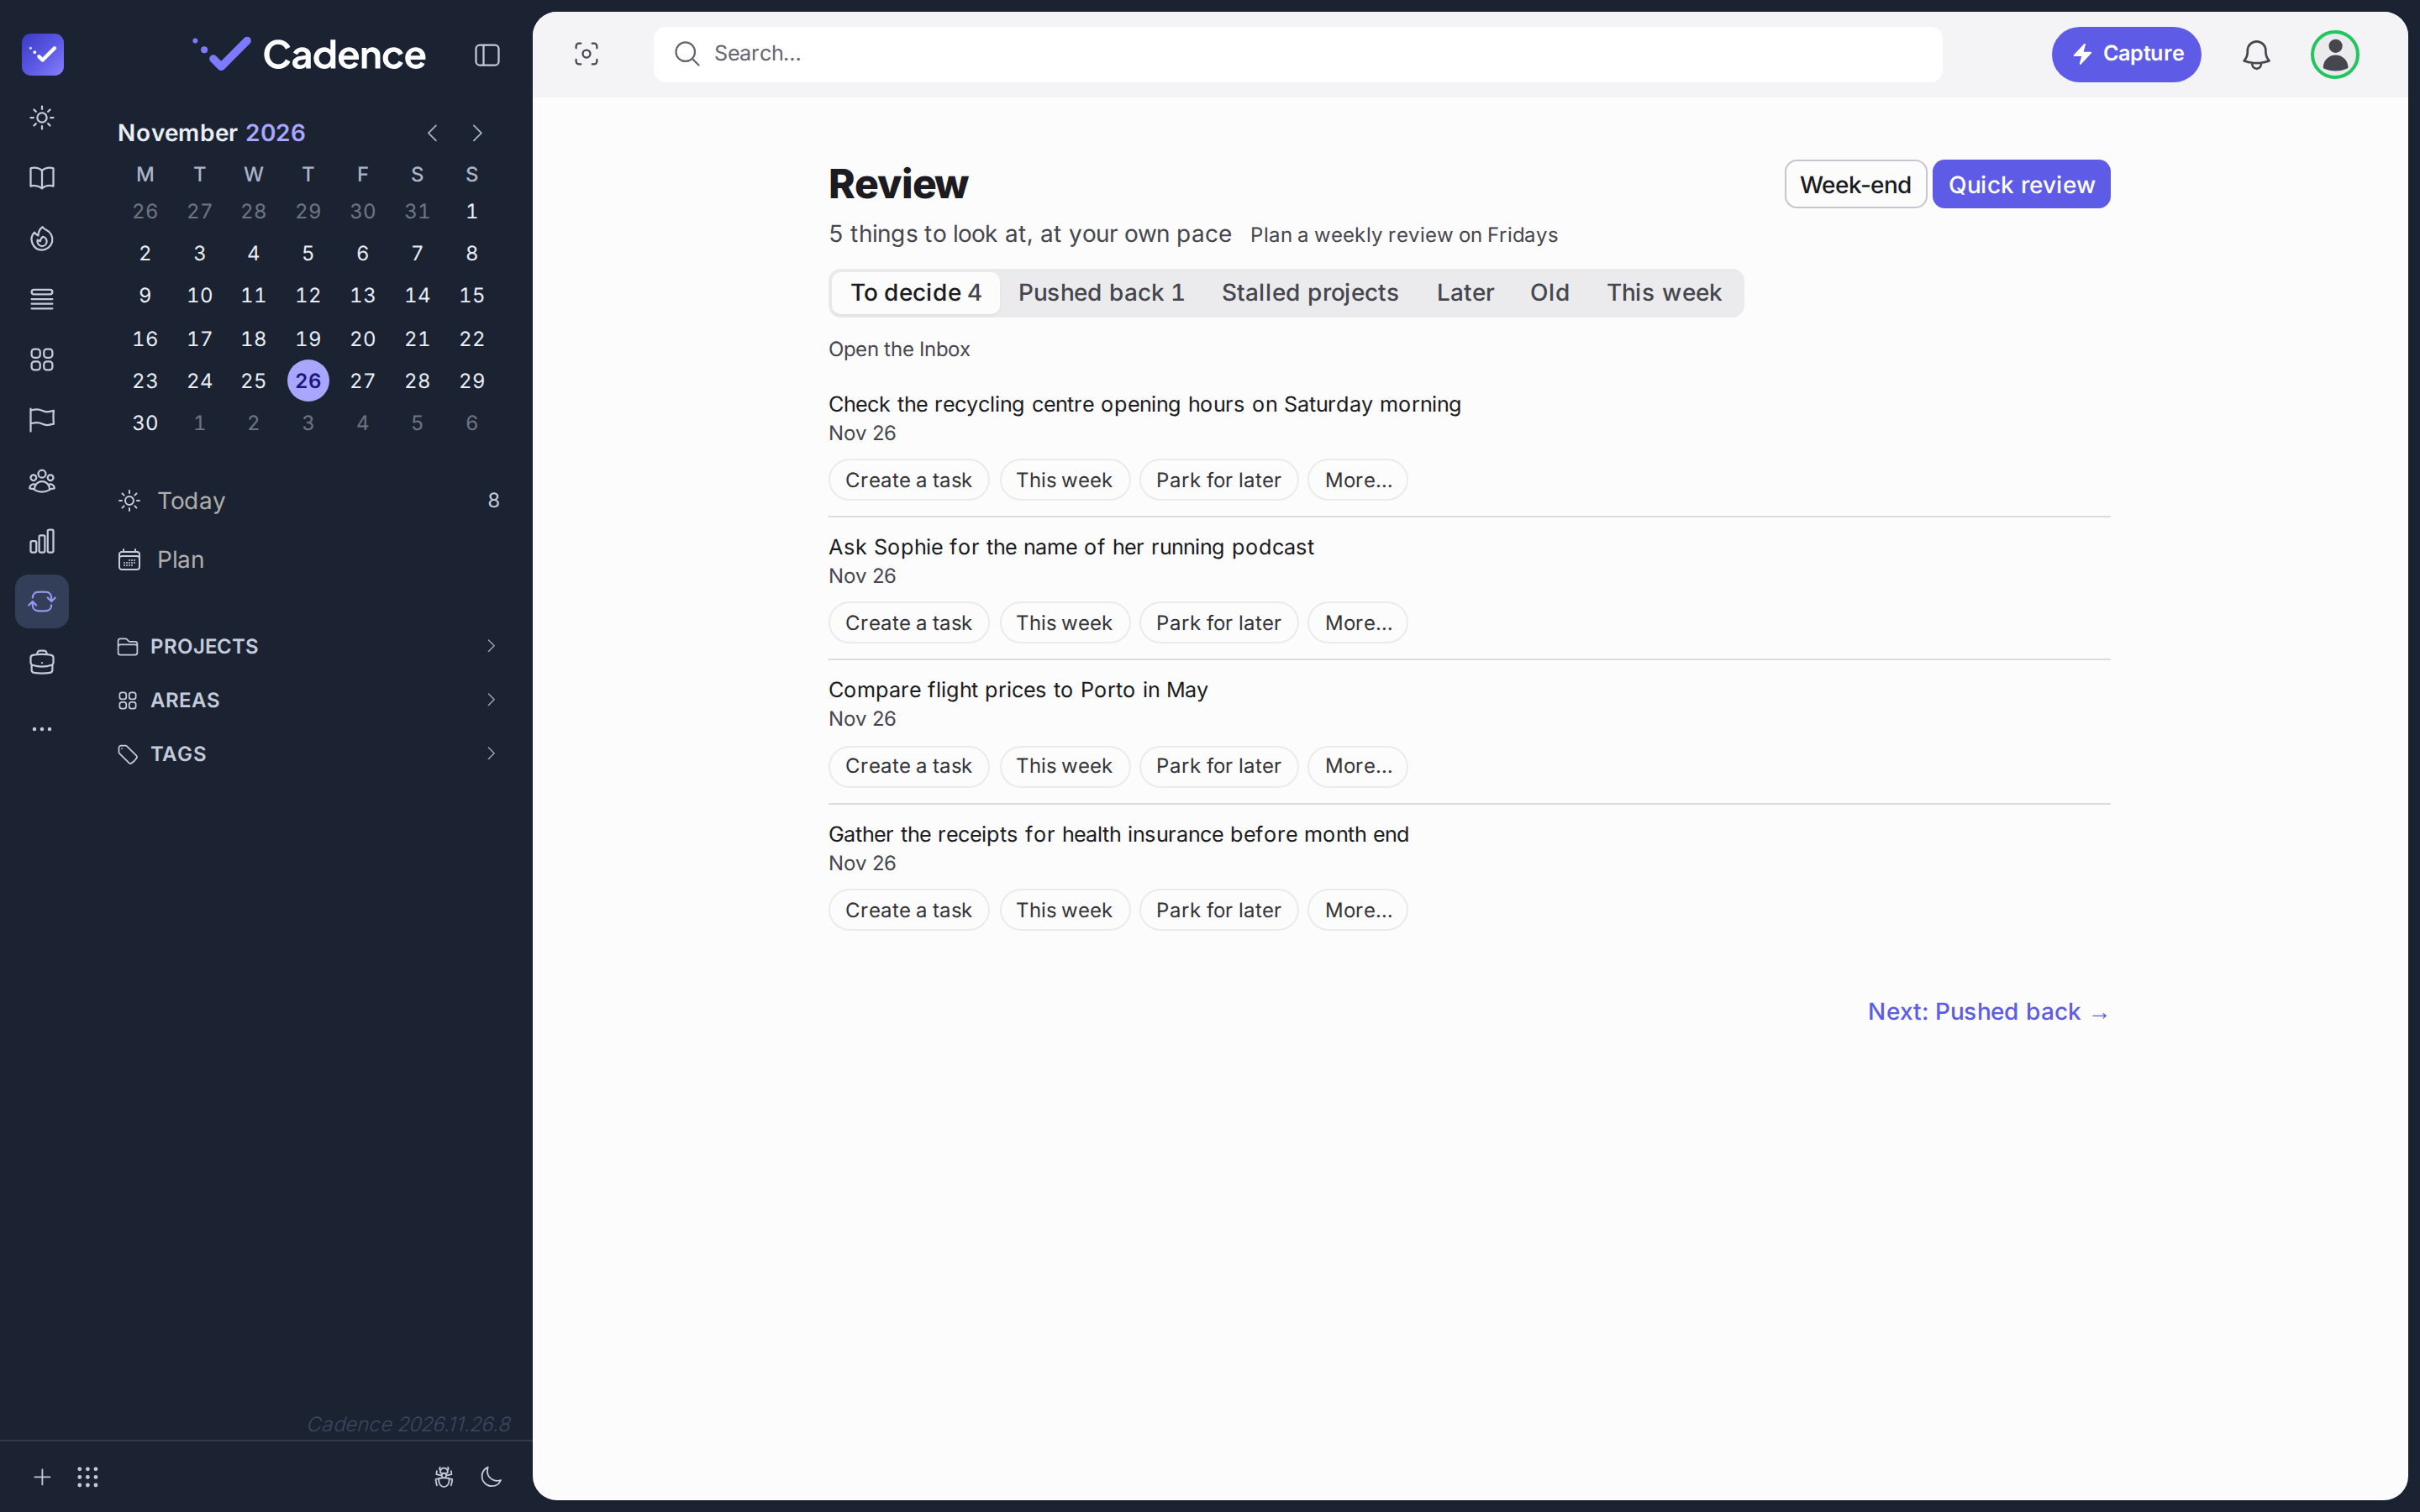 Cadence
November 2026
M T W T F S S
26 27 28 29 30 31 1
2 3 4 5 6 7 8
9 10 11 12 13 14 15
16 17 18 19 20 21 22
23 24 25 26 27 28 29
30 1 2 3 4 5 6
Today 8
Plan
PROJECTS
AREAS
TAGS
Cadence 2026.11.26.8
Search...
Capture
Review
Week-end
Quick review
5 things to look at, at your own pace Plan a weekly review on Fridays
To decide 4 Pushed back 1 Stalled projects Later Old This week
Open the Inbox
Check the recycling centre opening hours on Saturday morning
Nov 26
Create a task This week Park for later More...
Ask Sophie for the name of her running podcast
Nov 26
Create a task This week Park for later More...
Compare flight prices to Porto in May
Nov 26
Create a task This week Park for later More...
Gather the receipts for health insurance before month end
Nov 26
Create a task This week Park for later More...
Next: Pushed back →